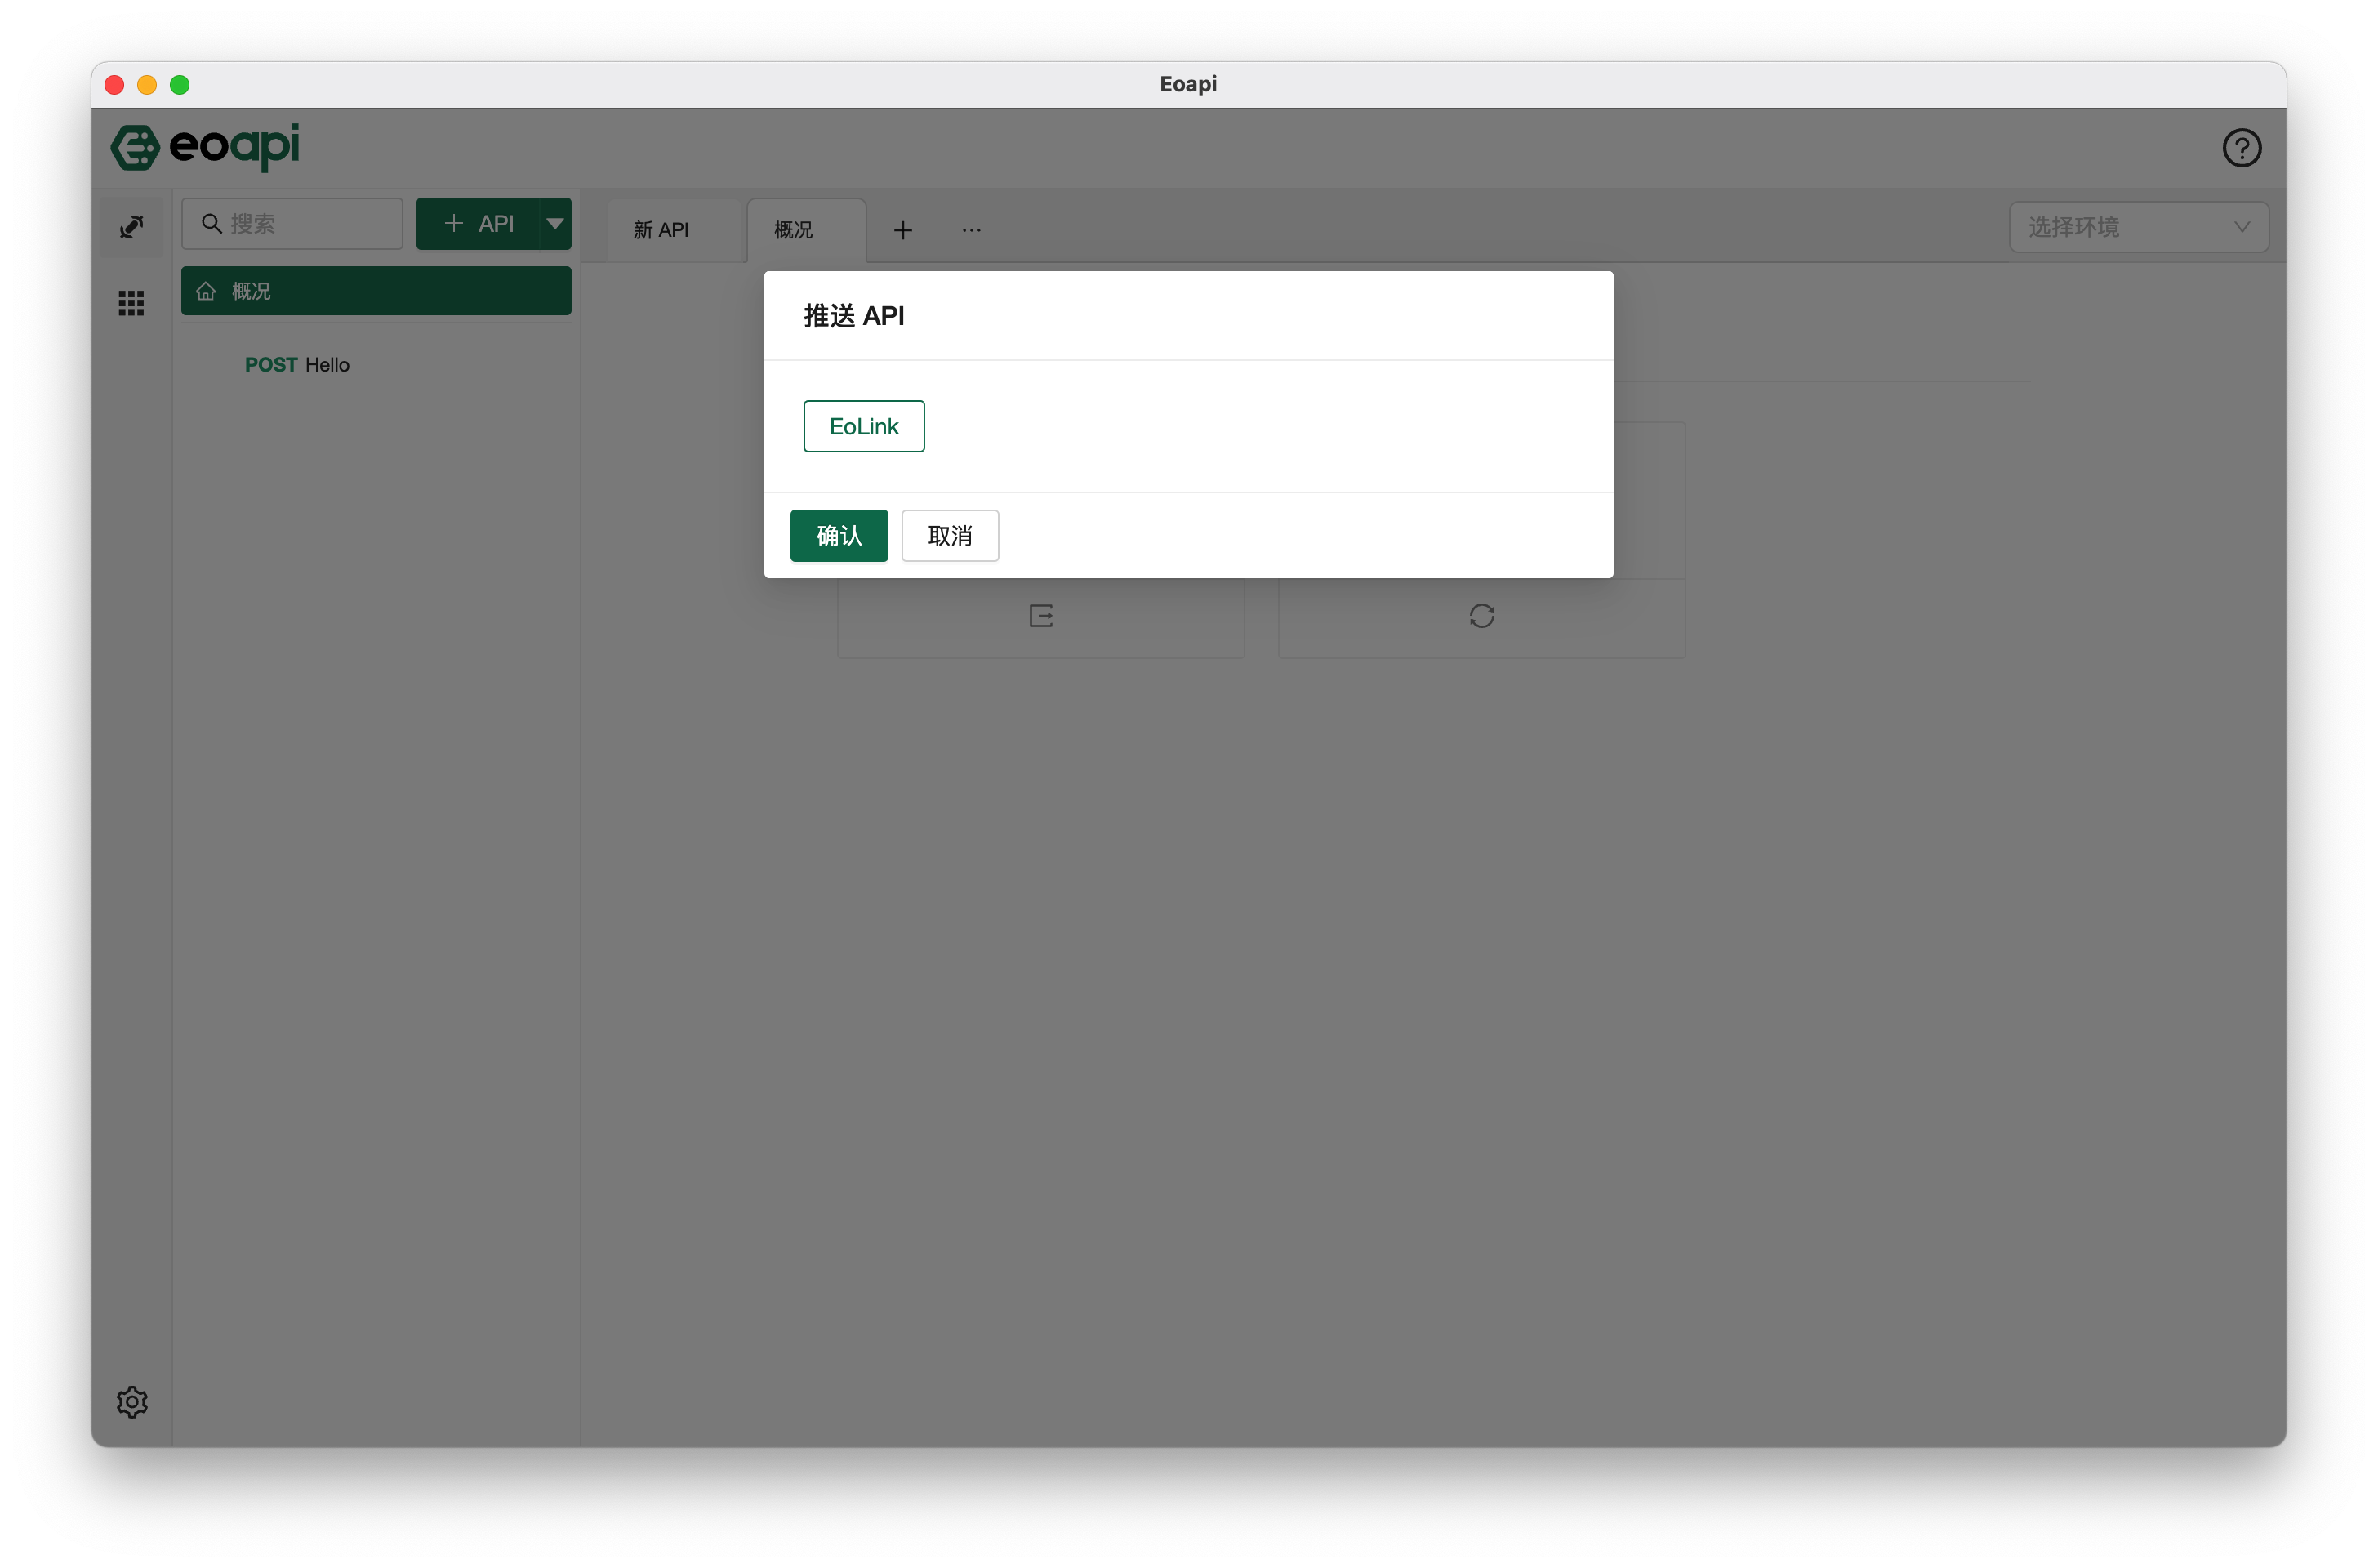 Eoapi
eoapi
搜索
API
新 API
概况
选择环境
概况
POST Hello
推送 API
EoLink
确认 取消